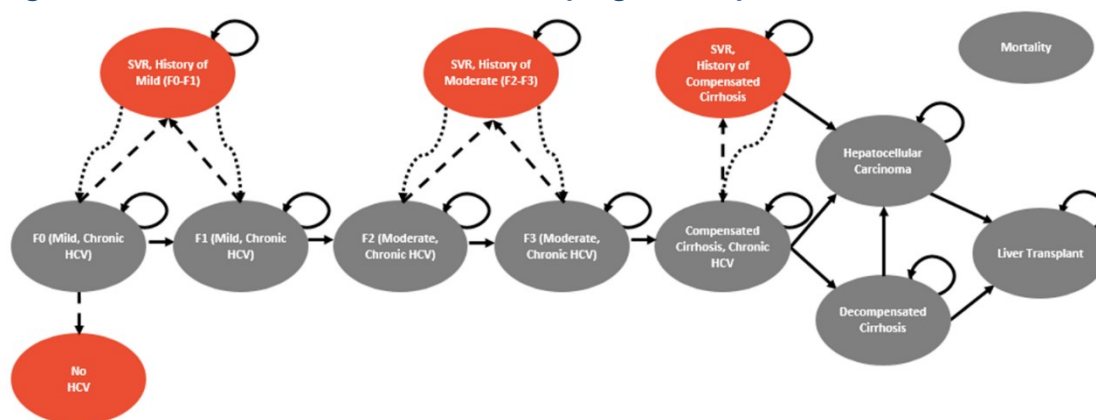 SVR,
History of
Mild (F0-F1)
SVR,
History of
Moderate (F2-F3)
SVR,
History of
Compensated
Cirrhosis
Mortality
Hepatocellular
Carcinoma
F0 (Mild, Chronic
HCV)
F1 (Mild, Chronic
HCV)
F2 (Moderate,
Chronic HCV)
F3 (Moderate,
Chronic HCV)
Compensated
Cirrhosis, Chronic
HCV
Liver Transplant
Decompensated
Cirrhosis
No
HCV